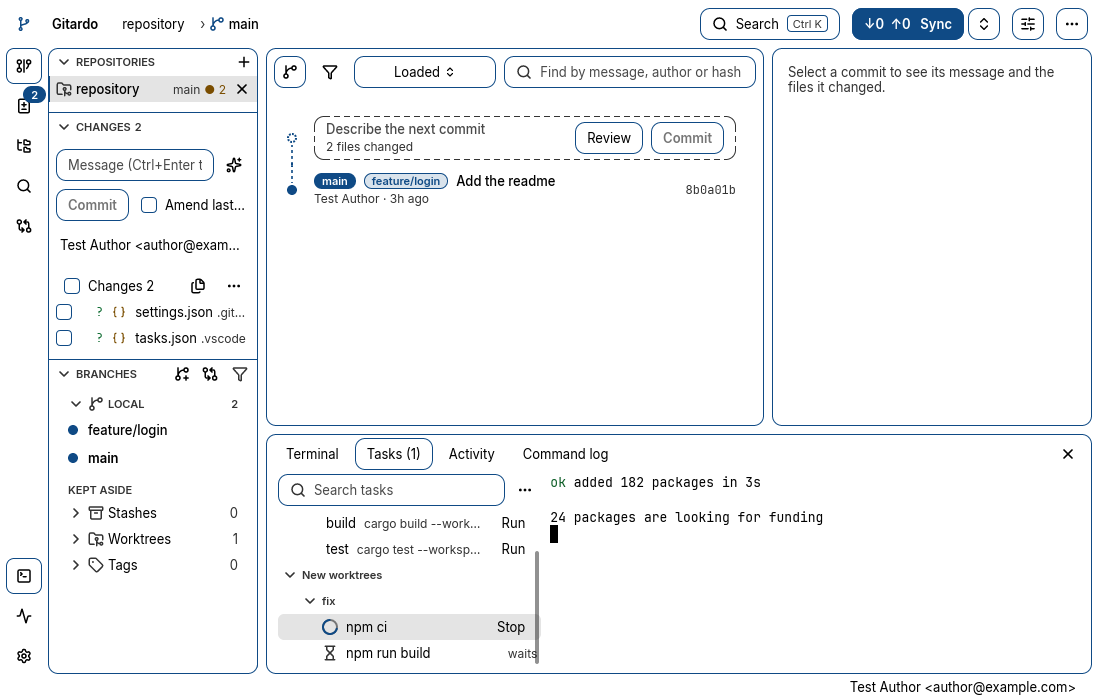 Gitardo repository › main Search Ctrl K ↓0 ↑0 Sync
REPOSITORIES
repository main 2
2
CHANGES 2
Message (Ctrl+Enter t
Commit Amend last...
Test Author <author@exam...
Changes 2
? {} settings.json .git...
? {} tasks.json .vscode
BRANCHES
LOCAL 2
feature/login
main
KEPT ASIDE
Stashes 0
Worktrees 1
Tags 0
Loaded Find by message, author or hash
Describe the next commit
2 files changed
Review Commit
main feature/login Add the readme
Test Author · 3h ago
8b0a01b
Select a commit to see its message and the
files it changed.
Terminal Tasks (1) Activity Command log
Search tasks
build cargo build --work... Run
test cargo test --worksp... Run
New worktrees
fix
npm ci Stop
npm run build waits
ok added 182 packages in 3s
24 packages are looking for funding
Test Author <author@example.com>